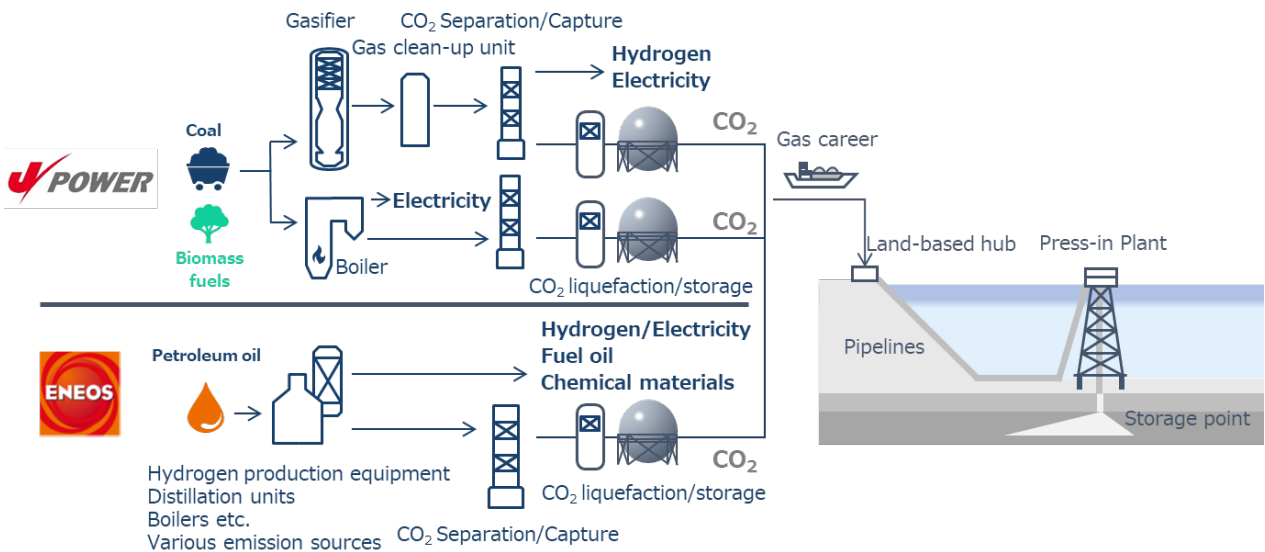 Gasifier
CO2 Separation/Capture
Gas clean-up unit
Hydrogen
Electricity
Coal
CO2
Gas career
J POWER
Electricity
CO2
Land-based hub
Press-in Plant
Biomass
fuels
Boiler
CO2 liquefaction/storage
Hydrogen/Electricity
Fuel oil
Chemical materials
Pipelines
Petroleum oil
ENEOS
Storage point
CO2
Hydrogen production equipment
Distillation units
Boilers etc.
Various emission sources
CO2 liquefaction/storage
CO2 Separation/Capture